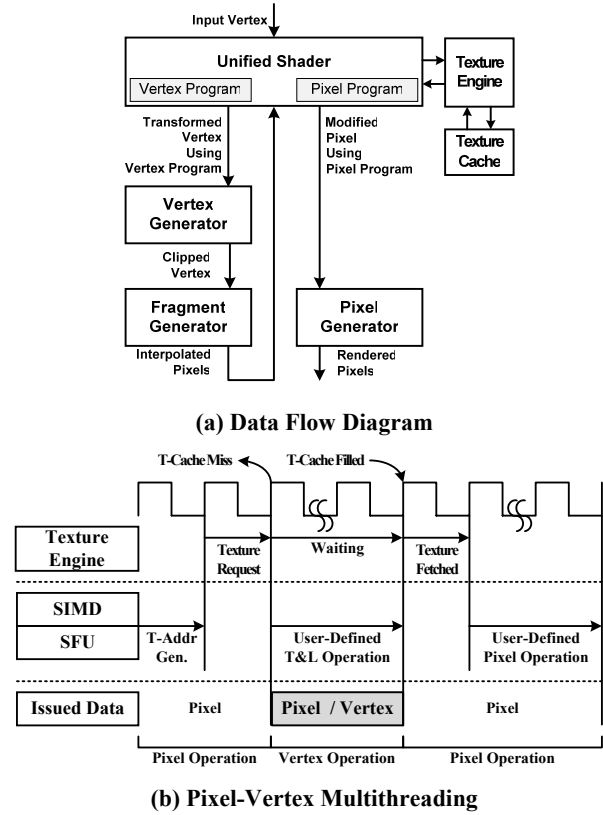 Input Vertex
Unified Shader
Vertex Program
Pixel Program
Texture
Engine
Texture
Cache
Transformed
Vertex
Using
Vertex Program
Modified
Pixel
Using
Pixel Program
Vertex
Generator
Clipped
Vertex
Fragment
Generator
Pixel
Generator
Interpolated
Pixels
Rendered
Pixels
(a) Data Flow Diagram
T-Cache Miss
T-Cache Filled
Texture
Engine
Texture
Request
Waiting
Texture
Fetched
SIMD
SFU
T-Addr
Gen.
User-Defined
T&L Operation
User-Defined
Pixel Operation
Issued Data
Pixel
Pixel / Vertex
Pixel
Pixel Operation
Vertex Operation
Pixel Operation
(b) Pixel-Vertex Multithreading